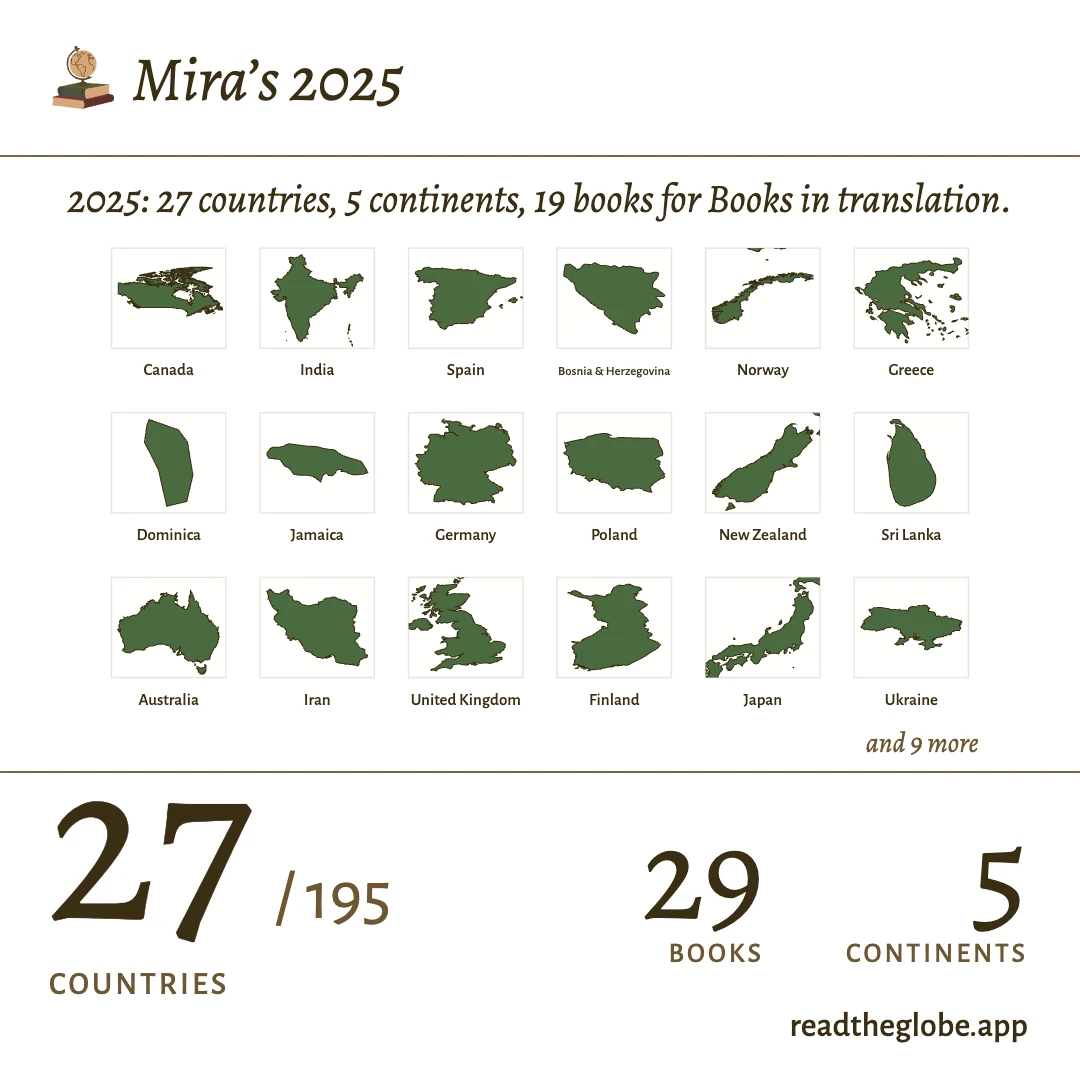 Mira's 2025
2025: 27 countries, 5 continents, 19 books for Books in translation.
Canada India Spain Bosnia & Herzegovina Norway Greece
Dominica Jamaica Germany Poland New Zealand Sri Lanka
Australia Iran United Kingdom Finland Japan Ukraine
and 9 more
27 / 195
COUNTRIES
29
BOOKS
5
CONTINENTS
readtheglobe.app